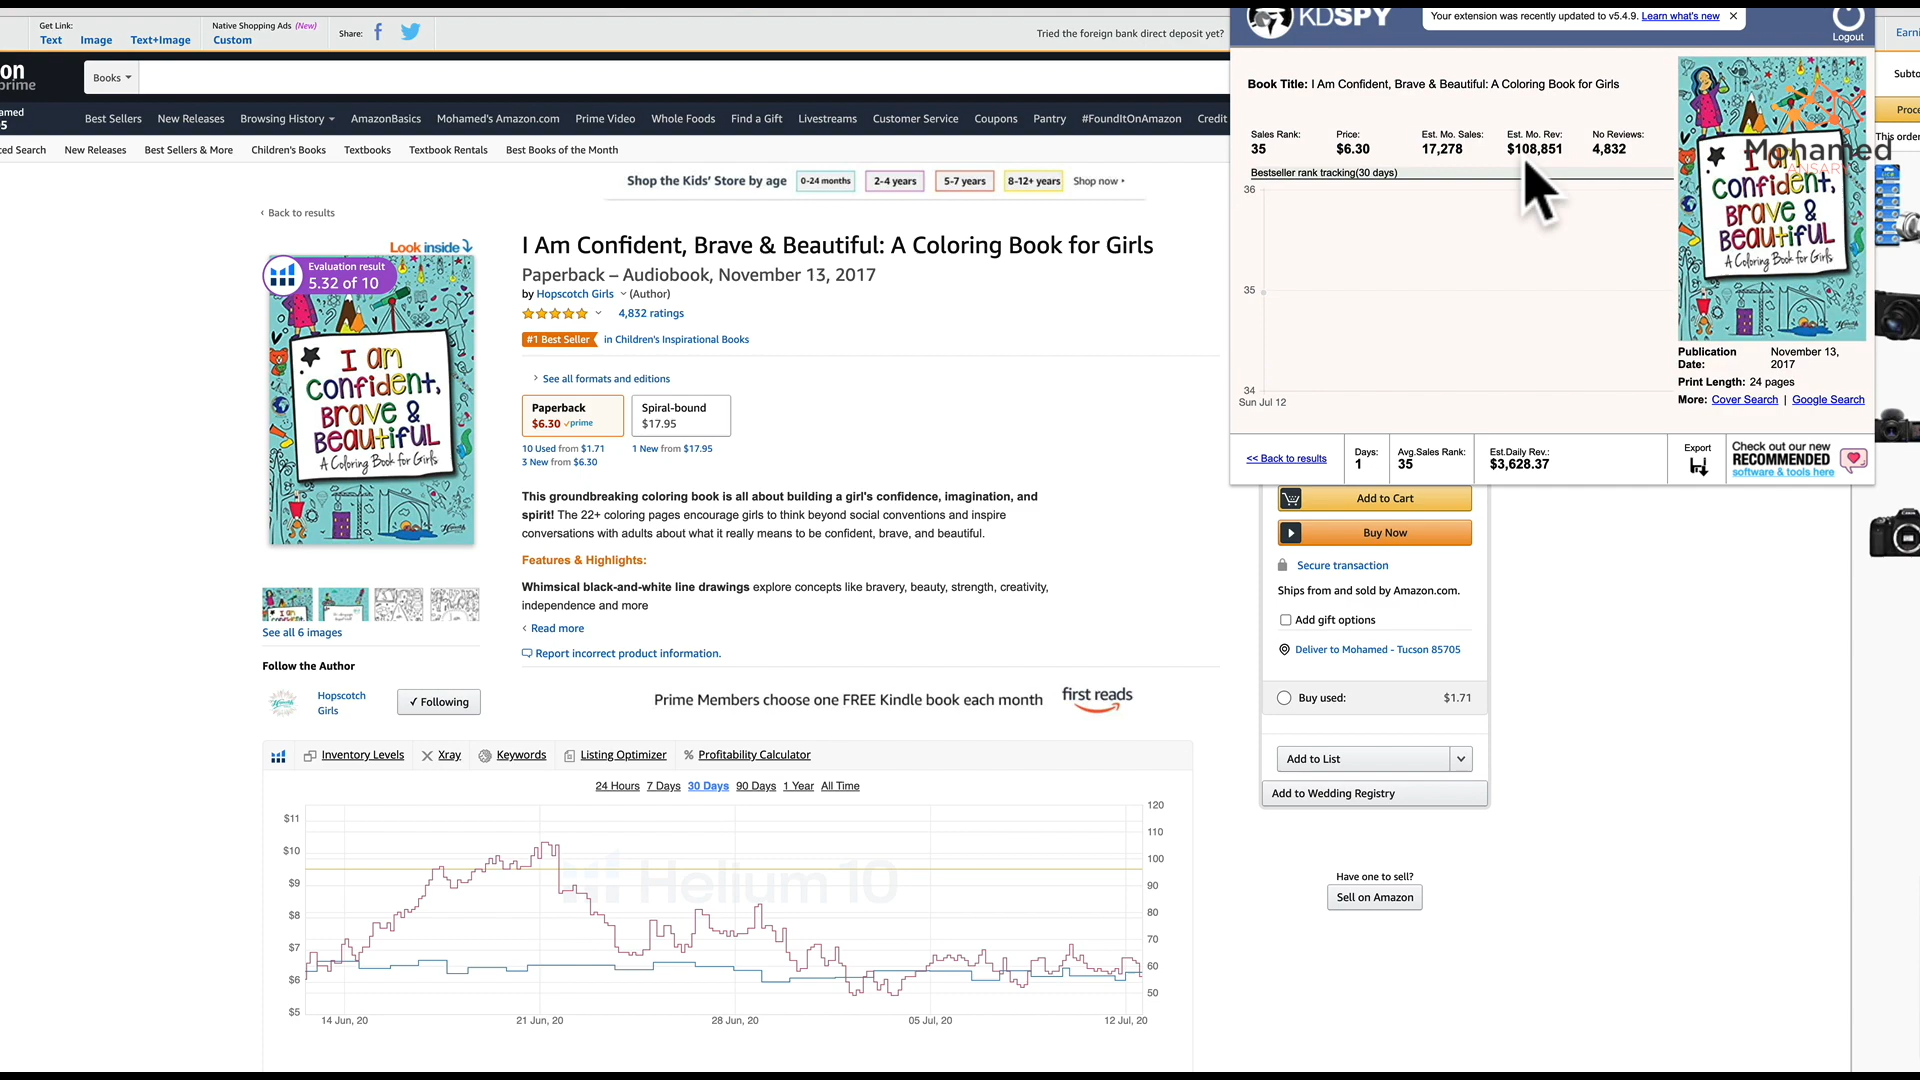 Get Link:
Text Image Text+Image
Native Shopping Ads (New)
Custom
Share:
Tried the foreign bank direct deposit yet?
KDSPY
Your extension was recently updated to v5.4.9. Learn what's new ✕
Logout
Earni
on
prime
Books
Subto
Proce
This order
amed
5
Best Sellers New Releases Browsing History AmazonBasics Mohamed's Amazon.com Prime Video Whole Foods Find a Gift Livestreams Customer Service Coupons Pantry #FoundItOnAmazon Credit
ced Search New Releases Best Sellers & More Children's Books Textbooks Textbook Rentals Best Books of the Month
Shop the Kids' Store by age 0-24 months 2-4 years 5-7 years 8-12+ years Shop now
Book Title: I Am Confident, Brave & Beautiful: A Coloring Book for Girls
Sales Rank: Price: Est. Mo. Sales: Est. Mo. Rev: No Reviews:
35 $6.30 17,278 $108,851 4,832
Bestseller rank tracking(30 days)
36
35
34
Sun Jul 12
Mohamed
ANSARY
I am
confident,
Brave &
Beautiful
A Coloring Book for Girls
Publication Date: November 13, 2017
Print Length: 24 pages
More: Cover Search | Google Search
<< Back to results
Days:
1
Avg.Sales Rank:
35
Est.Daily Rev.:
$3,628.37
Export
Check out our new
RECOMMENDED
software & tools here
‹ Back to results
Look inside
Evaluation result
5.32 of 10
I am
confident,
Brave &
Beautiful
A Coloring Book for Girls
See all 6 images
Follow the Author
Hopscotch
Girls
✓ Following
I Am Confident, Brave & Beautiful: A Coloring Book for Girls
Paperback – Audiobook, November 13, 2017
by Hopscotch Girls (Author)
4,832 ratings
#1 Best Seller in Children's Inspirational Books
› See all formats and editions
Paperback
$6.30 prime
Spiral-bound
$17.95
10 Used from $1.71
3 New from $6.30
1 New from $17.95
This groundbreaking coloring book is all about building a girl's confidence, imagination, and
spirit! The 22+ coloring pages encourage girls to think beyond social conventions and inspire
conversations with adults about what it really means to be confident, brave, and beautiful.
Features & Highlights:
Whimsical black-and-white line drawings explore concepts like bravery, beauty, strength, creativity,
independence and more
‹ Read more
Report incorrect product information.
Prime Members choose one FREE Kindle book each month first reads
Add to Cart
Buy Now
Secure transaction
Ships from and sold by Amazon.com.
Add gift options
Deliver to Mohamed - Tucson 85705
Buy used: $1.71
Add to List
Add to Wedding Registry
Have one to sell?
Sell on Amazon
Inventory Levels Xray Keywords Listing Optimizer % Profitability Calculator
24 Hours 7 Days 30 Days 90 Days 1 Year All Time
Helium 10
$11
$10
$9
$8
$7
$6
$5
120
110
100
90
80
70
60
50
14 Jun, 20 21 Jun, 20 28 Jun, 20 05 Jul, 20 12 Jul, 20